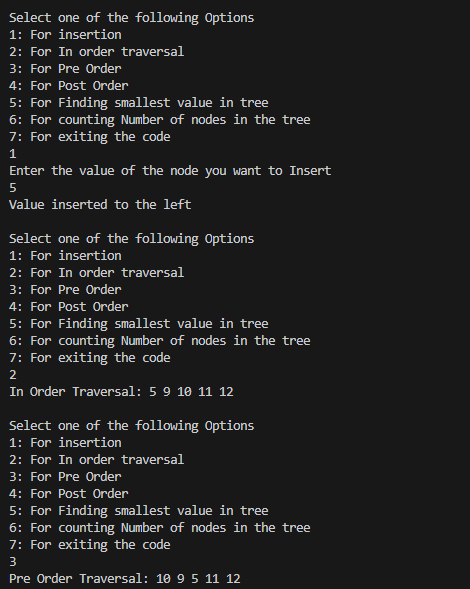 Select one of the following Options
1: For insertion
2: For In order traversal
3: For Pre Order
4: For Post Order
5: For Finding smallest value in tree
6: For counting Number of nodes in the tree
7: For exiting the code
1
Enter the value of the node you want to Insert
5
Value inserted to the left
Select one of the following Options
1: For insertion
2: For In order traversal
3: For Pre Order
4: For Post Order
5: For Finding smallest value in tree
6: For counting Number of nodes in the tree
7: For exiting the code
2
In Order Traversal: 5 9 10 11 12
Select one of the following Options
1: For insertion
2: For In order traversal
3: For Pre Order
4: For Post Order
5: For Finding smallest value in tree
6: For counting Number of nodes in the tree
7: For exiting the code
3
Pre Order Traversal: 10 9 5 11 12